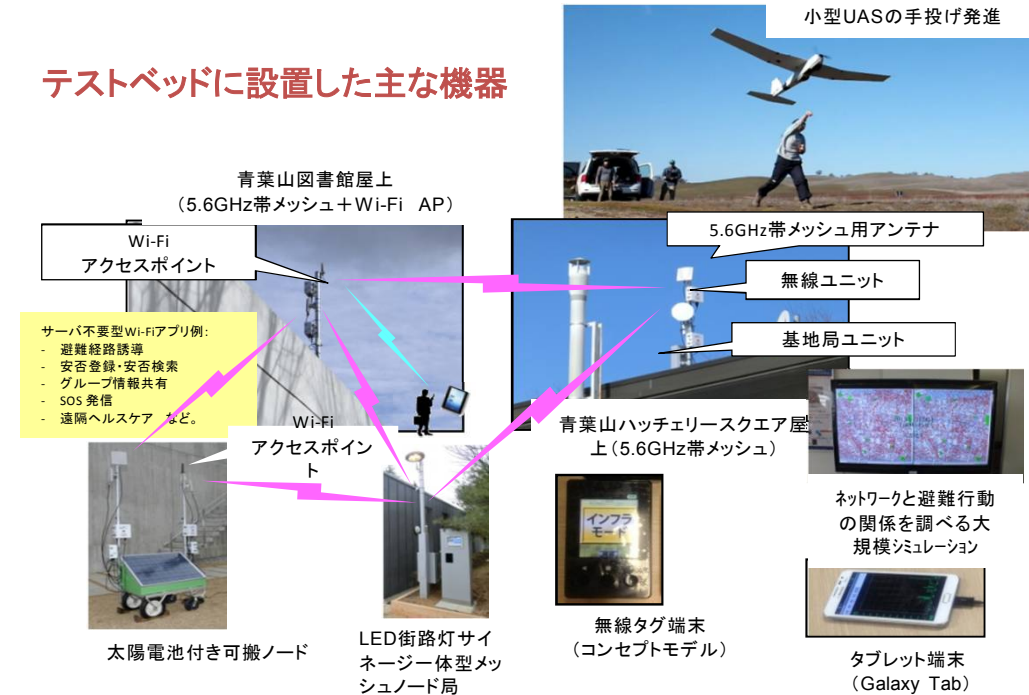 小型UASの手投げ発進
テストベッドに設置した主な機器
青葉山図書館屋上
（5.6GHz帯メッシュ＋Wi-Fi AP）
Wi-Fi
アクセスポイント
5.6GHz帯メッシュ用アンテナ
無線ユニット
基地局ユニット
サーバ不要型Wi-Fiアプリ例：
- 避難経路誘導
- 安否登録・安否検索
- グループ情報共有
- SOS 発信
- 遠隔ヘルスケア など。
Wi-Fi
アクセスポイン
ト
青葉山ハッチェリースクエア屋
上（5.6GHz帯メッシュ）
インフラ
モード
ネットワークと避難行動
の関係を調べる大
規模シミュレーション
太陽電池付き可搬ノード
LED街路灯サイ
ネージ一体型メッ
シュノード局
無線タグ端末
（コンセプトモデル）
タブレット端末
（Galaxy Tab）